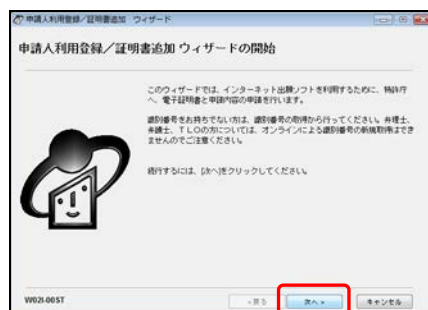 申請人利用登録／証明書追加 ウィザード
申請人利用登録／証明書追加 ウィザードの開始
このウィザードでは、インターネット出願ソフトを利用するために、特許庁
へ、電子証明書と申請内容の申請を行います。
識別番号をお持ちでない方は、識別番号の取得から行ってください。弁理士、
弁護士、TLOの方については、オンラインによる識別番号の新規取得はできま
せんのでご注意ください。
続行するには、[次へ]をクリックしてください。
W02I-00ST
< 戻る
次へ >
キャンセル